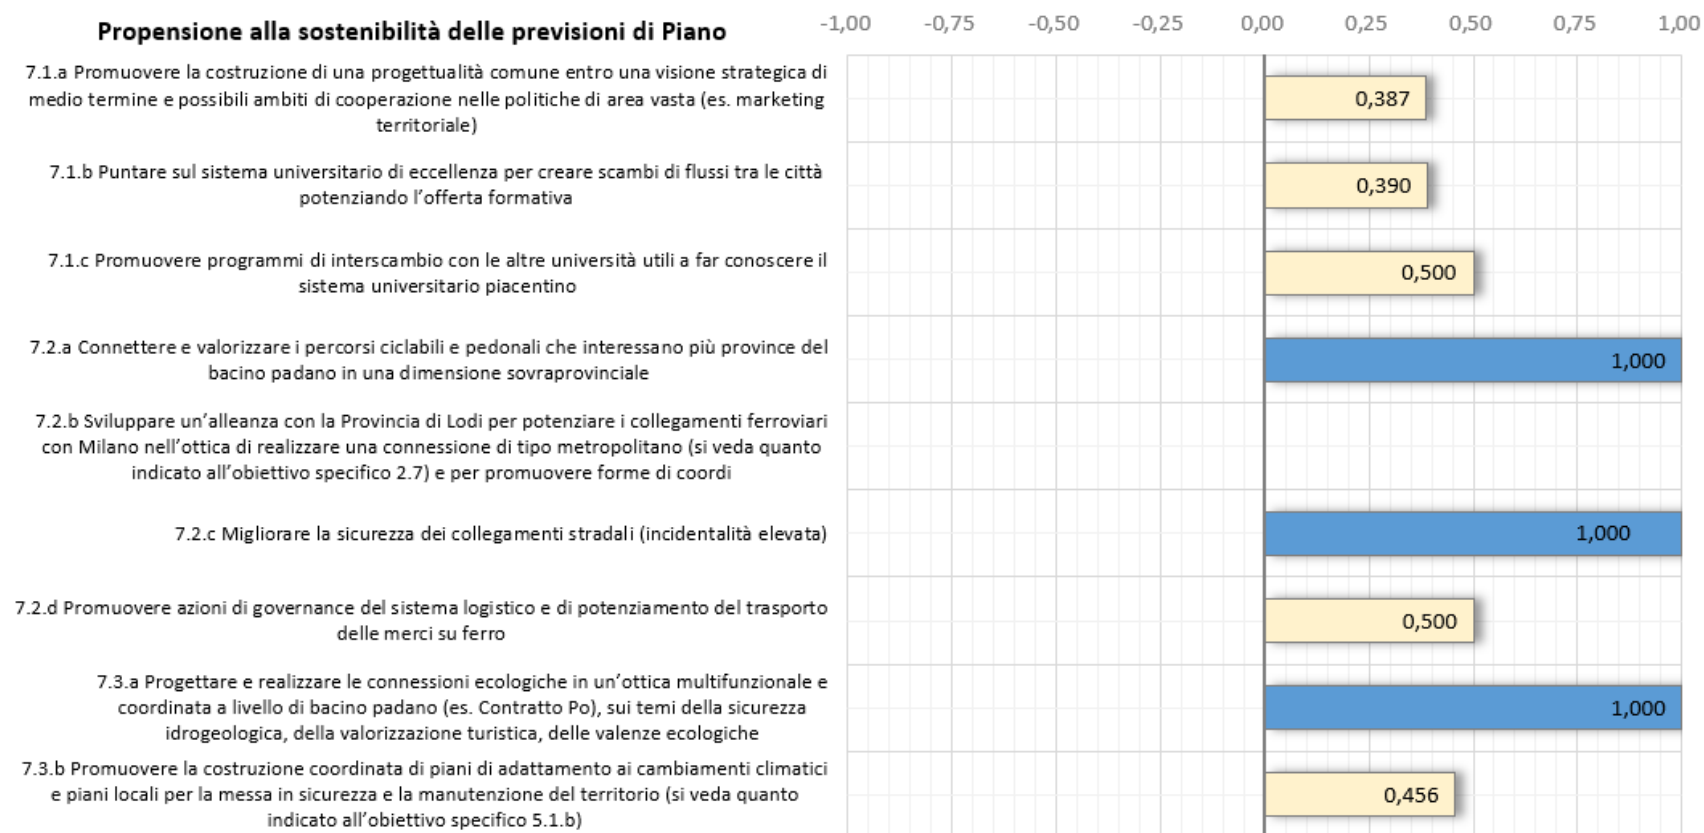 Propensione alla sostenibilità delle previsioni di Piano
-1,00 -0,75 -0,50 -0,25 0,00 0,25 0,50 0,75 1,00
7.1.a Promuovere la costruzione di una progettualità comune entro una visione strategica di
medio termine e possibili ambiti di cooperazione nelle politiche di area vasta (es. marketing
territoriale)
0,387
7.1.b Puntare sul sistema universitario di eccellenza per creare scambi di flussi tra le città
potenziando l’offerta formativa
0,390
7.1.c Promuovere programmi di interscambio con le altre università utili a far conoscere il
sistema universitario piacentino
0,500
7.2.a Connettere e valorizzare i percorsi ciclabili e pedonali che interessano più province del
bacino padano in una dimensione sovraprovinciale
1,000
7.2.b Sviluppare un’alleanza con la Provincia di Lodi per potenziare i collegamenti ferroviari
con Milano nell’ottica di realizzare una connessione di tipo metropolitano (si veda quanto
indicato all’obiettivo specifico 2.7) e per promuovere forme di coordi
7.2.c Migliorare la sicurezza dei collegamenti stradali (incidentalità elevata)
1,000
7.2.d Promuovere azioni di governance del sistema logistico e di potenziamento del trasporto
delle merci su ferro
0,500
7.3.a Progettare e realizzare le connessioni ecologiche in un’ottica multifunzionale e
coordinata a livello di bacino padano (es. Contratto Po), sui temi della sicurezza
idrogeologica, della valorizzazione turistica, delle valenze ecologiche
1,000
7.3.b Promuovere la costruzione coordinata di piani di adattamento ai cambiamenti climatici
e piani locali per la messa in sicurezza e la manutenzione del territorio (si veda quanto
indicato all’obiettivo specifico 5.1.b)
0,456